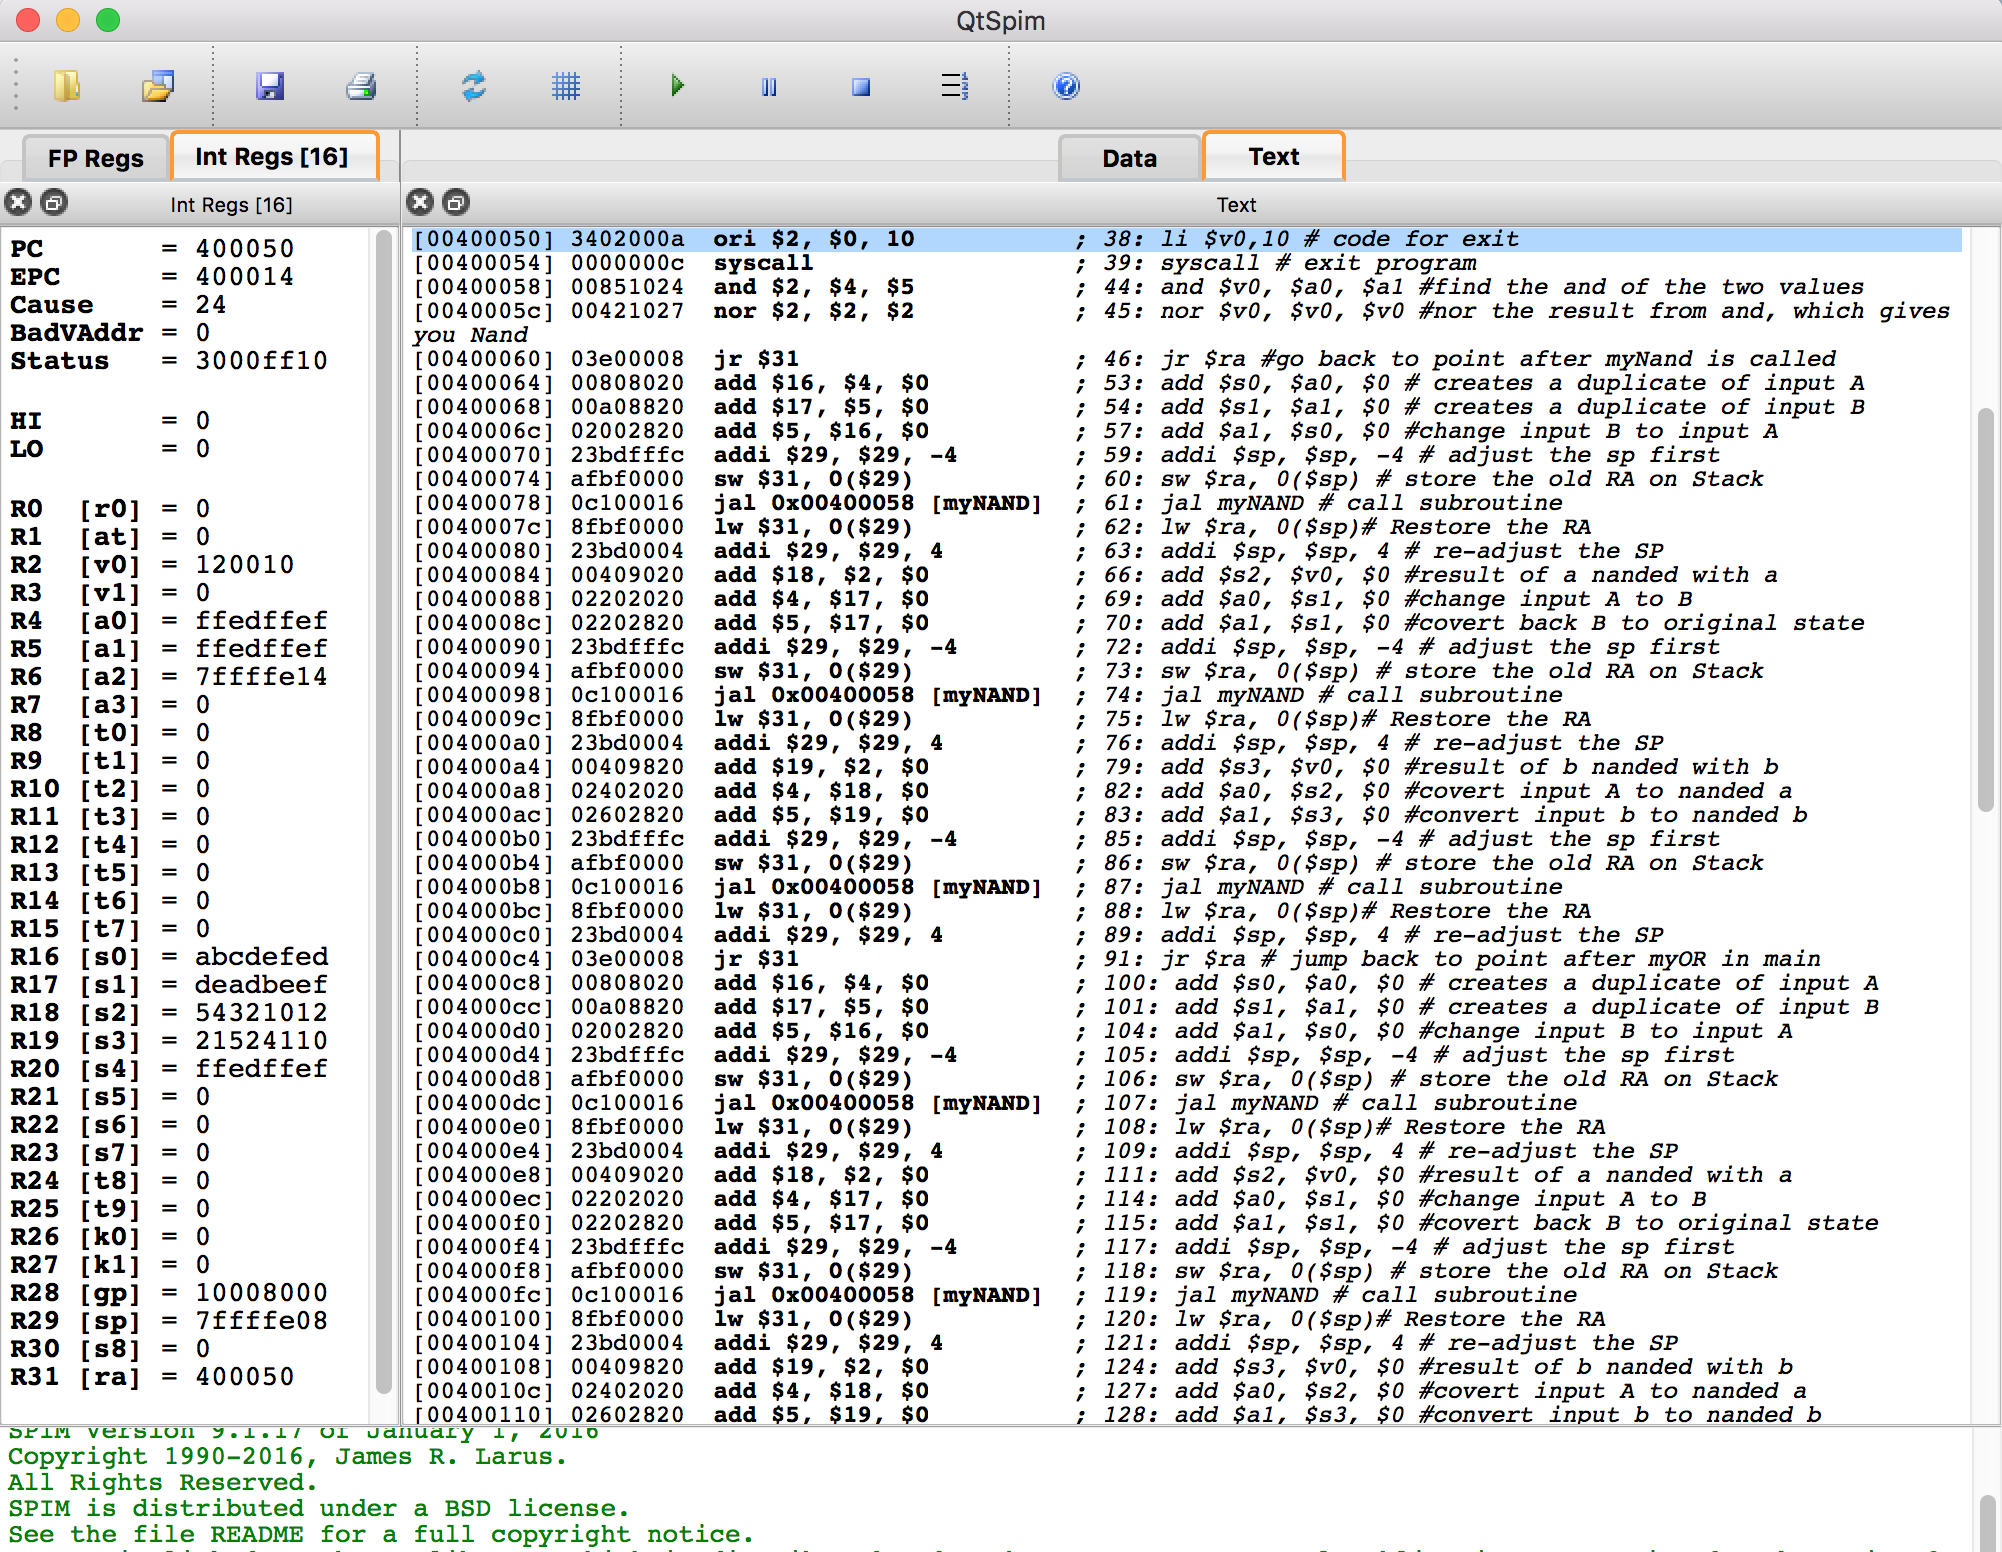 QtSpim
FP Regs
Int Regs [16]
Data
Text
Int Regs [16]
Text
PC = 400050
EPC = 400014
Cause = 24
BadVAddr = 0
Status = 3000ff10
HI = 0
LO = 0
R0 [r0] = 0
R1 [at] = 0
R2 [v0] = 120010
R3 [v1] = 0
R4 [a0] = ffedffef
R5 [a1] = ffedffef
R6 [a2] = 7ffffe14
R7 [a3] = 0
R8 [t0] = 0
R9 [t1] = 0
R10 [t2] = 0
R11 [t3] = 0
R12 [t4] = 0
R13 [t5] = 0
R14 [t6] = 0
R15 [t7] = 0
R16 [s0] = abcdefed
R17 [s1] = deadbeef
R18 [s2] = 54321012
R19 [s3] = 21524110
R20 [s4] = ffedffef
R21 [s5] = 0
R22 [s6] = 0
R23 [s7] = 0
R24 [t8] = 0
R25 [t9] = 0
R26 [k0] = 0
R27 [k1] = 0
R28 [gp] = 10008000
R29 [sp] = 7ffffe08
R30 [s8] = 0
R31 [ra] = 400050
[00400050] 3402000a ori $2, $0, 10 ; 38: li $v0,10 # code for exit
[00400054] 0000000c syscall ; 39: syscall # exit program
[00400058] 00851024 and $2, $4, $5 ; 44: and $v0, $a0, $a1 #find the and of the two values
[0040005c] 00421027 nor $2, $2, $2 ; 45: nor $v0, $v0, $v0 #nor the result from and, which gives
you Nand
[00400060] 03e00008 jr $31 ; 46: jr $ra #go back to point after myNand is called
[00400064] 00808020 add $16, $4, $0 ; 53: add $s0, $a0, $0 # creates a duplicate of input A
[00400068] 00a08820 add $17, $5, $0 ; 54: add $s1, $a1, $0 # creates a duplicate of input B
[0040006c] 02002820 add $5, $16, $0 ; 57: add $a1, $s0, $0 #change input B to input A
[00400070] 23bdfffc addi $29, $29, -4 ; 59: addi $sp, $sp, -4 # adjust the sp first
[00400074] afbf0000 sw $31, 0($29) ; 60: sw $ra, 0($sp) # store the old RA on Stack
[00400078] 0c100016 jal 0x00400058 [myNAND] ; 61: jal myNAND # call subroutine
[0040007c] 8fbf0000 lw $31, 0($29) ; 62: lw $ra, 0($sp)# Restore the RA
[00400080] 23bd0004 addi $29, $29, 4 ; 63: addi $sp, $sp, 4 # re-adjust the SP
[00400084] 00409020 add $18, $2, $0 ; 66: add $s2, $v0, $0 #result of a nanded with a
[00400088] 02202020 add $4, $17, $0 ; 69: add $a0, $s1, $0 #change input A to B
[0040008c] 02202820 add $5, $17, $0 ; 70: add $a1, $s1, $0 #covert back B to original state
[00400090] 23bdfffc addi $29, $29, -4 ; 72: addi $sp, $sp, -4 # adjust the sp first
[00400094] afbf0000 sw $31, 0($29) ; 73: sw $ra, 0($sp) # store the old RA on Stack
[00400098] 0c100016 jal 0x00400058 [myNAND] ; 74: jal myNAND # call subroutine
[0040009c] 8fbf0000 lw $31, 0($29) ; 75: lw $ra, 0($sp)# Restore the RA
[004000a0] 23bd0004 addi $29, $29, 4 ; 76: addi $sp, $sp, 4 # re-adjust the SP
[004000a4] 00409820 add $19, $2, $0 ; 79: add $s3, $v0, $0 #result of b nanded with b
[004000a8] 02402020 add $4, $18, $0 ; 82: add $a0, $s2, $0 #covert input A to nanded a
[004000ac] 02602820 add $5, $19, $0 ; 83: add $a1, $s3, $0 #convert input b to nanded b
[004000b0] 23bdfffc addi $29, $29, -4 ; 85: addi $sp, $sp, -4 # adjust the sp first
[004000b4] afbf0000 sw $31, 0($29) ; 86: sw $ra, 0($sp) # store the old RA on Stack
[004000b8] 0c100016 jal 0x00400058 [myNAND] ; 87: jal myNAND # call subroutine
[004000bc] 8fbf0000 lw $31, 0($29) ; 88: lw $ra, 0($sp)# Restore the RA
[004000c0] 23bd0004 addi $29, $29, 4 ; 89: addi $sp, $sp, 4 # re-adjust the SP
[004000c4] 03e00008 jr $31 ; 91: jr $ra # jump back to point after myOR in main
[004000c8] 00808020 add $16, $4, $0 ; 100: add $s0, $a0, $0 # creates a duplicate of input A
[004000cc] 00a08820 add $17, $5, $0 ; 101: add $s1, $a1, $0 # creates a duplicate of input B
[004000d0] 02002820 add $5, $16, $0 ; 104: add $a1, $s0, $0 #change input B to input A
[004000d4] 23bdfffc addi $29, $29, -4 ; 105: addi $sp, $sp, -4 # adjust the sp first
[004000d8] afbf0000 sw $31, 0($29) ; 106: sw $ra, 0($sp) # store the old RA on Stack
[004000dc] 0c100016 jal 0x00400058 [myNAND] ; 107: jal myNAND # call subroutine
[004000e0] 8fbf0000 lw $31, 0($29) ; 108: lw $ra, 0($sp)# Restore the RA
[004000e4] 23bd0004 addi $29, $29, 4 ; 109: addi $sp, $sp, 4 # re-adjust the SP
[004000e8] 00409020 add $18, $2, $0 ; 111: add $s2, $v0, $0 #result of a nanded with a
[004000ec] 02202020 add $4, $17, $0 ; 114: add $a0, $s1, $0 #change input A to B
[004000f0] 02202820 add $5, $17, $0 ; 115: add $a1, $s1, $0 #covert back B to original state
[004000f4] 23bdfffc addi $29, $29, -4 ; 117: addi $sp, $sp, -4 # adjust the sp first
[004000f8] afbf0000 sw $31, 0($29) ; 118: sw $ra, 0($sp) # store the old RA on Stack
[004000fc] 0c100016 jal 0x00400058 [myNAND] ; 119: jal myNAND # call subroutine
[00400100] 8fbf0000 lw $31, 0($29) ; 120: lw $ra, 0($sp)# Restore the RA
[00400104] 23bd0004 addi $29, $29, 4 ; 121: addi $sp, $sp, 4 # re-adjust the SP
[00400108] 00409820 add $19, $2, $0 ; 124: add $s3, $v0, $0 #result of b nanded with b
[0040010c] 02402020 add $4, $18, $0 ; 127: add $a0, $s2, $0 #covert input A to nanded a
[00400110] 02602820 add $5, $19, $0 ; 128: add $a1, $s3, $0 #convert input b to nanded b
SPIM Version 9.1.17 of January 1, 2016
Copyright 1990-2016, James R. Larus.
All Rights Reserved.
SPIM is distributed under a BSD license.
See the file README for a full copyright notice.